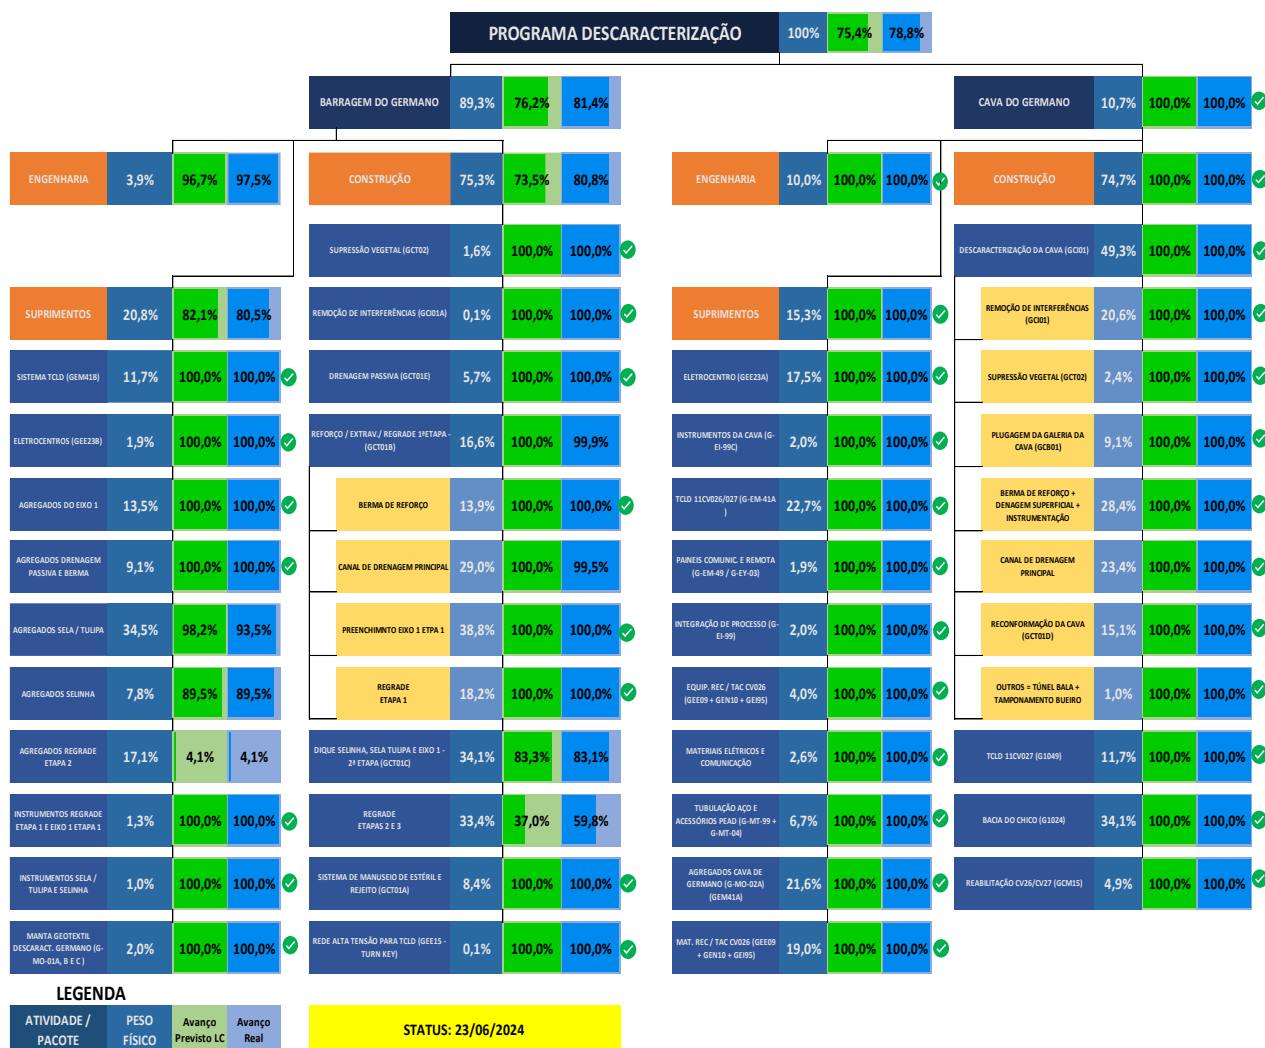 PROGRAMA DESCARACTERIZAÇÃO 100% 75,4% 78,8%
BARRAGEM DO GERMANO 89,3% 76,2% 81,4%
CAVA DO GERMANO 10,7% 100,0% 100,0%
ENGENHARIA 3,9% 96,7% 97,5%
CONSTRUÇÃO 75,3% 73,5% 80,8%
ENGENHARIA 10,0% 100,0% 100,0%
CONSTRUÇÃO 74,7% 100,0% 100,0%
SUPRESSÃO VEGETAL (GCT02) 1,6% 100,0% 100,0%
DESCARACTERIZAÇÃO DA CAVA (GCI01) 49,3% 100,0% 100,0%
SUPRIMENTOS 20,8% 82,1% 80,5%
REMOÇÃO DE INTERFERÊNCIAS (GCI01A) 0,1% 100,0% 100,0%
SUPRIMENTOS 15,3% 100,0% 100,0%
REMOÇÃO DE INTERFERÊNCIAS
(GCI01) 20,6% 100,0% 100,0%
SISTEMA TCLD (GEM41B) 11,7% 100,0% 100,0%
DRENAGEM PASSIVA (GCT01E) 5,7% 100,0% 100,0%
ELETROCENTRO (GEE23A) 17,5% 100,0% 100,0%
SUPRESSÃO VEGETAL (GCT02) 2,4% 100,0% 100,0%
ELETROCENTROS (GEE23B) 1,9% 100,0% 100,0%
REFORÇO / EXTRAV./ REGRADE 1ªETAPA -
(GCT01B) 16,6% 100,0% 99,9%
INSTRUMENTOS DA CAVA (G-
EI-99C) 2,0% 100,0% 100,0%
PLUGAGEM DA GALERIA DA
CAVA (GCB01) 9,1% 100,0% 100,0%
AGREGADOS DO EIXO 1 13,5% 100,0% 100,0%
BERMA DE REFORÇO 13,9% 100,0% 100,0%
TCLD 11CV026/027 (G-EM-41A
) 22,7% 100,0% 100,0%
BERMA DE REFORÇO +
DENAGEM SUPERFICIAL +
INSTRUMENTAÇÃO 28,4% 100,0% 100,0%
AGREGADOS DRENAGEM
PASSIVA E BERMA 9,1% 100,0% 100,0%
CANAL DE DRENAGEM PRINCIPAL 29,0% 100,0% 99,5%
PAINEIS COMUNIC. E REMOTA
(G-EM-49 / G-EY-03) 1,9% 100,0% 100,0%
CANAL DE DRENAGEM
PRINCIPAL 23,4% 100,0% 100,0%
AGREGADOS SELA / TULIPA 34,5% 98,2% 93,5%
PREENCHIMNTO EIXO 1 ETPA 1 38,8% 100,0% 100,0%
INTEGRAÇÃO DE PROCESSO (G-
EI-99) 2,0% 100,0% 100,0%
RECONFORMAÇÃO DA CAVA
(GCT01D) 15,1% 100,0% 100,0%
AGREGADOS SELINHA 7,8% 89,5% 89,5%
REGRADE
ETAPA 1 18,2% 100,0% 100,0%
EQUIP. REC / TAC CV026
(GEE09 + GEN10 + GEI95) 4,0% 100,0% 100,0%
OUTROS = TÚNEL BALA +
TAMPONAMENTO BUEIRO 1,0% 100,0% 100,0%
AGREGADOS REGRADE
ETAPA 2 17,1% 4,1% 4,1%
DIQUE SELINHA, SELA TULIPA E EIXO 1 -
2ª ETAPA (GCT01C) 34,1% 83,3% 83,1%
MATERIAIS ELÉTRICOS E
COMUNICAÇÃO 2,6% 100,0% 100,0%
TCLD 11CV027 (G1049) 11,7% 100,0% 100,0%
INSTRUMENTOS REGRADE
ETAPA 1 E EIXO 1 ETAPA 1 1,3% 100,0% 100,0%
REGRADE
ETAPAS 2 E 3 33,4% 37,0% 59,8%
TUBULAÇÃO AÇO E
ACESSÓRIOS PEAD (G-MT-99 +
G-MT-04) 6,7% 100,0% 100,0%
BACIA DO CHICO (G1024) 34,1% 100,0% 100,0%
INSTRUMENTOS SELA /
TULIPA E SELINHA 1,0% 100,0% 100,0%
SISTEMA DE MANUSEIO DE ESTÉRIL E
REJEITO (GCT01A) 8,4% 100,0% 100,0%
AGREGADOS CAVA DE
GERMANO (G-MO-02A)
(GEM41A) 21,6% 100,0% 100,0%
REABILITAÇÃO CV26/CV27 (GCM15) 4,9% 100,0% 100,0%
MANTA GEOTEXTIL
DESCARACT. GERMANO (G-
MO-01A, B E C ) 2,0% 100,0% 100,0%
REDE ALTA TENSÃO PARA TCLD (GEE15 -
TURN KEY) 0,1% 100,0% 100,0%
MAT. REC / TAC CV026 (GEE09
+ GEN10 + GEI95) 19,0% 100,0% 100,0%
LEGENDA
ATIVIDADE /
PACOTE
PESO
FÍSICO
Avanço
Previsto LC
Avanço
Real
STATUS: 23/06/2024